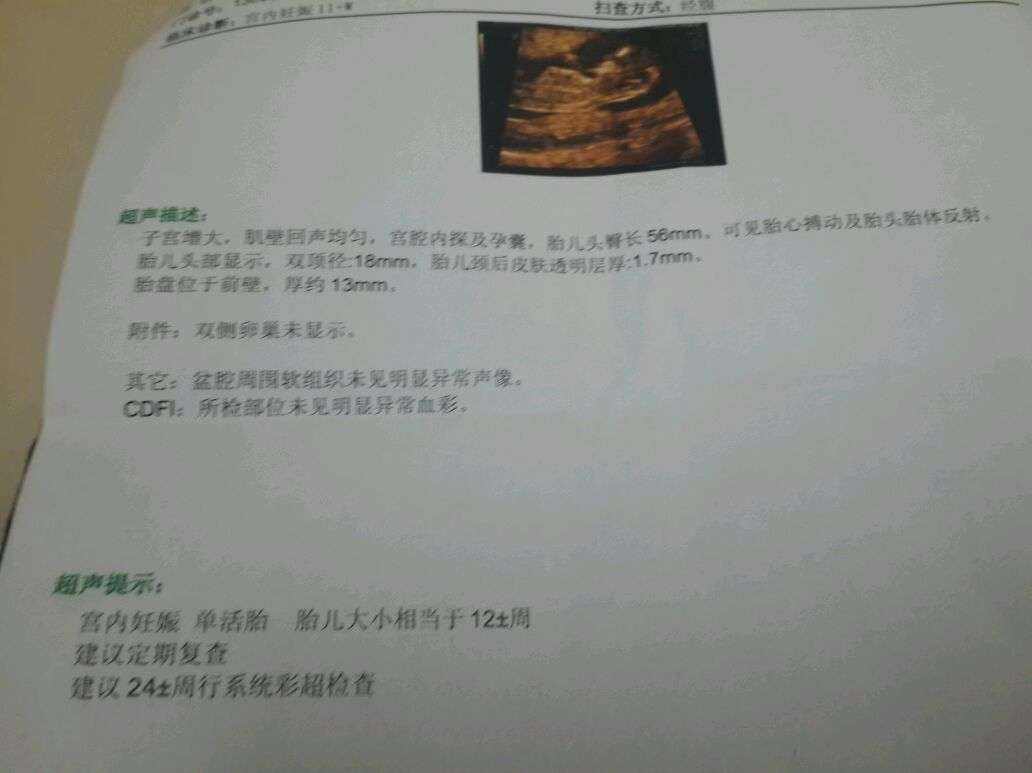 临床诊断：宫内妊娠11+W
扫查方式：经腹
超声描述：
子宫增大，肌壁回声均匀，宫腔内探及孕囊，胎儿头臀长56mm，可见胎心搏动及胎头胎体反射。
胎儿头部显示，双顶径:18mm，胎儿颈后皮肤透明层厚:1.7mm。
胎盘位于前壁，厚约13mm。
附件：双侧卵巢未显示。
其它：盆腔周围软组织未见明显异常声像。
CDFI：所检部位未见明显异常血彩。
超声提示：
宫内妊娠 单活胎 胎儿大小相当于12±周
建议定期复查
建议24±周行系统彩超检查